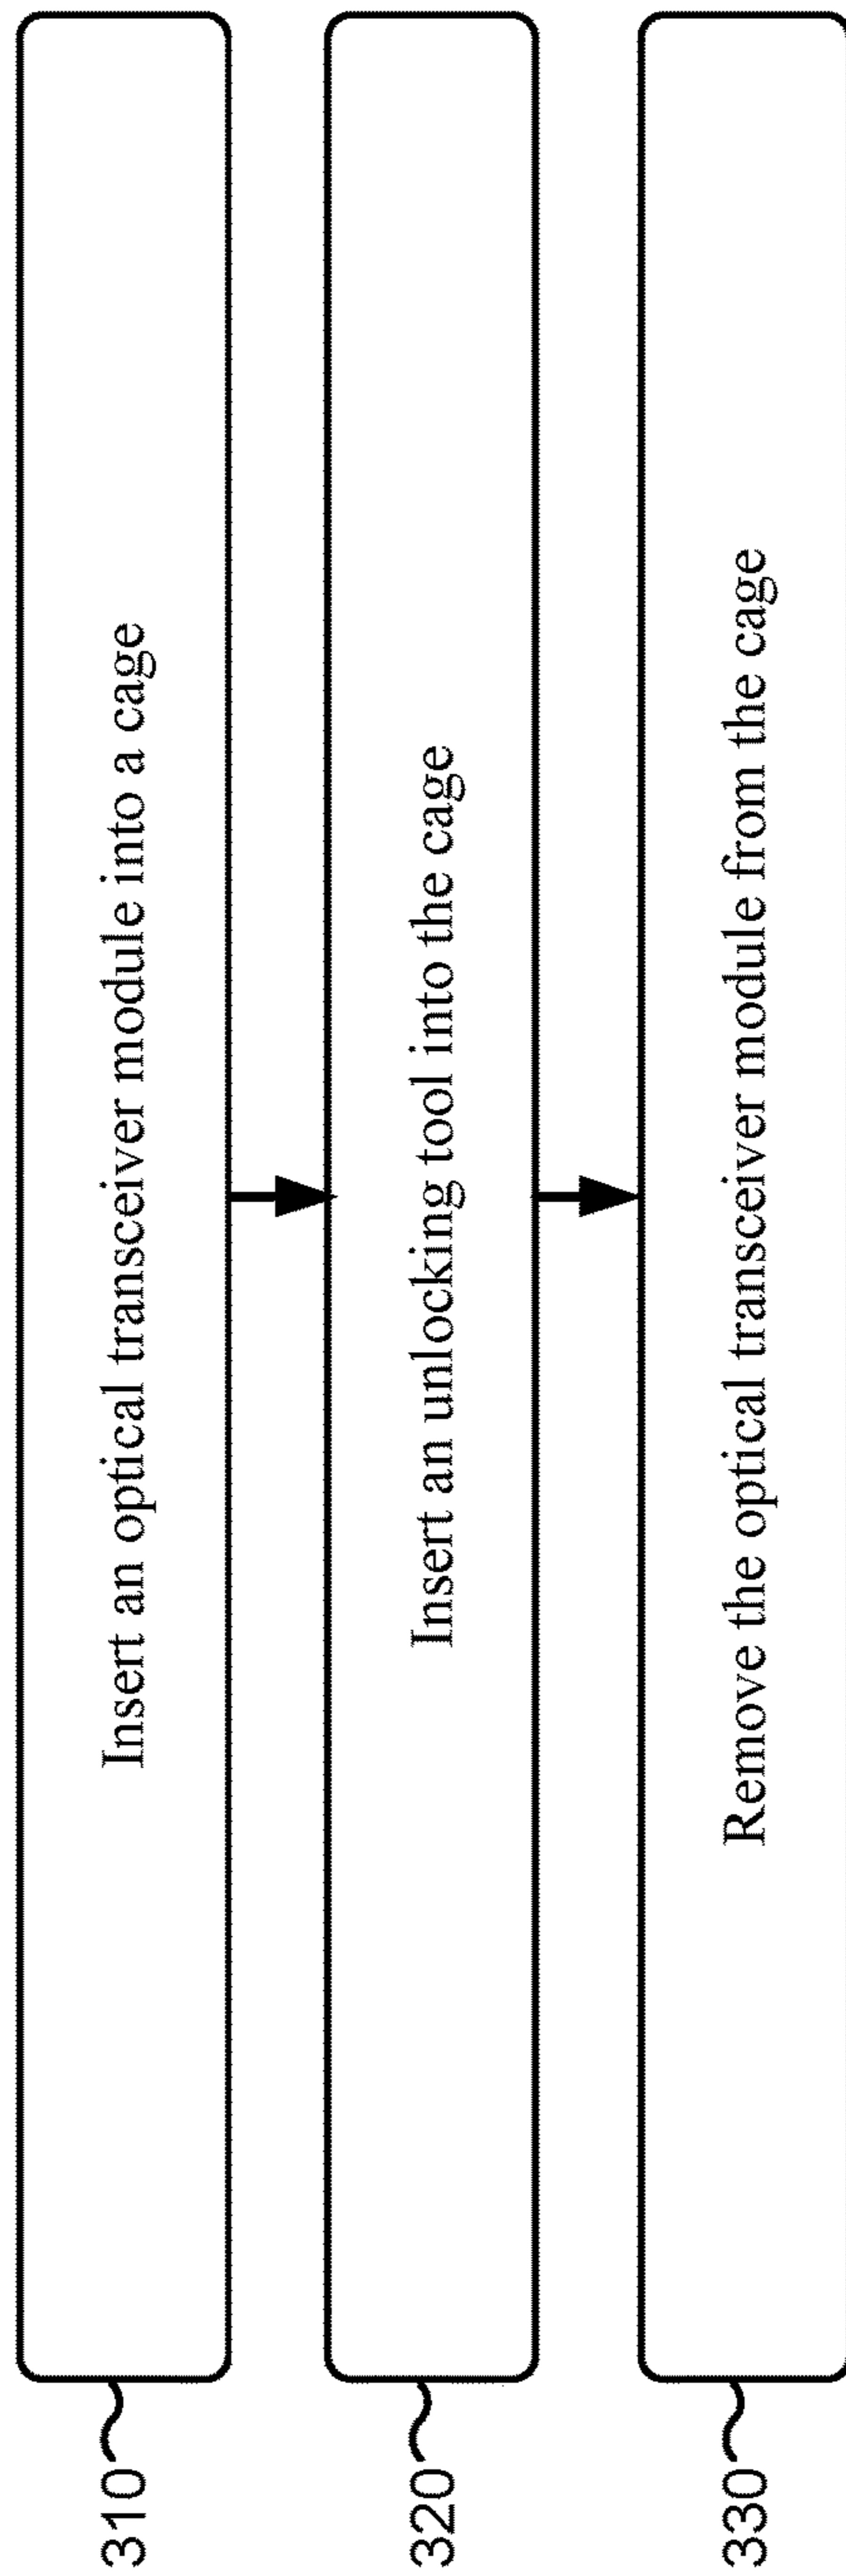 310
Insert an optical transceiver module into a cage
320
Insert an unlocking tool into the cage
330
Remove the optical transceiver module from the cage